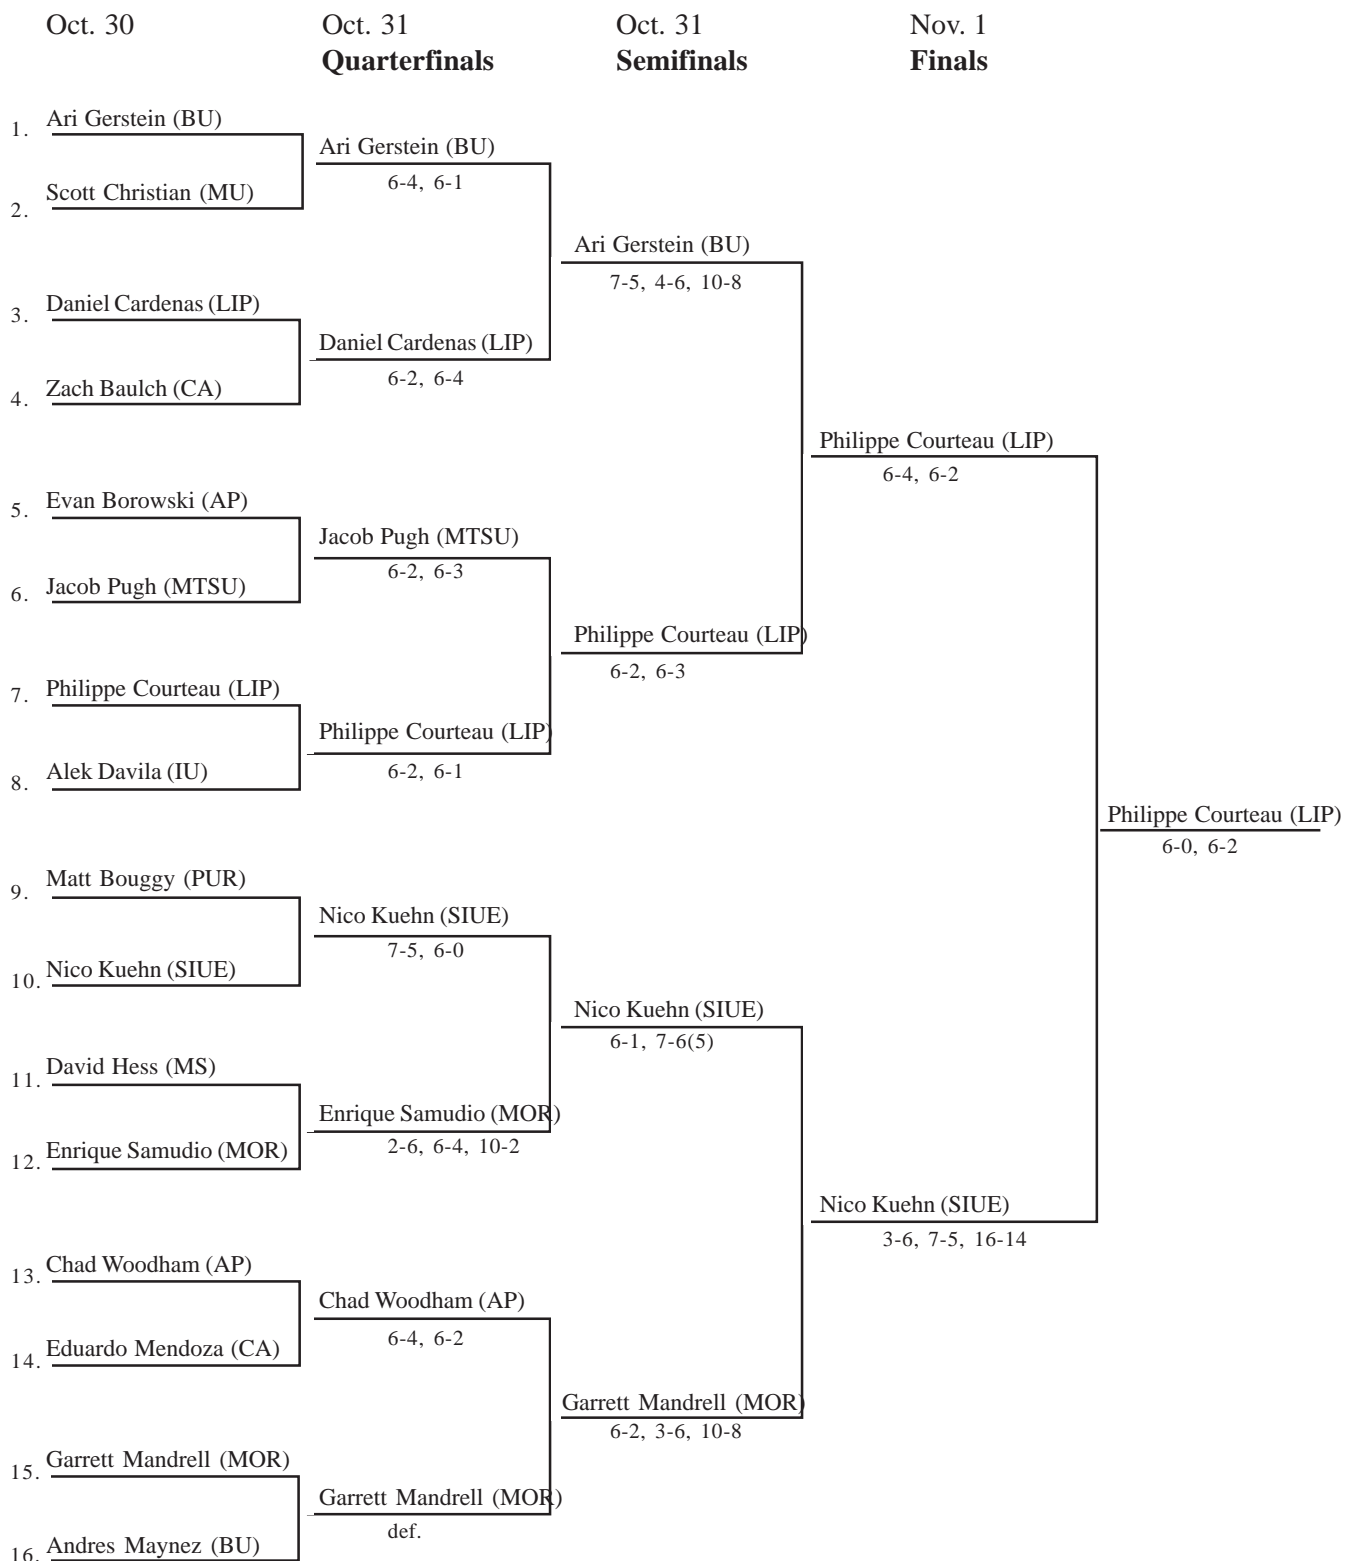 Oct. 30
Oct. 31
Quarterfinals
Oct. 31
Semifinals
Nov. 1
Finals
1. Ari Gerstein (BU)
2. Scott Christian (MU)
3. Daniel Cardenas (LIP)
4. Zach Baulch (CA)
5. Evan Borowski (AP)
6. Jacob Pugh (MTSU)
7. Philippe Courteau (LIP)
8. Alek Davila (IU)
9. Matt Bouggy (PUR)
10. Nico Kuehn (SIUE)
11. David Hess (MS)
12. Enrique Samudio (MOR)
13. Chad Woodham (AP)
14. Eduardo Mendoza (CA)
15. Garrett Mandrell (MOR)
16. Andres Maynez (BU)
Ari Gerstein (BU)
6-4, 6-1
Daniel Cardenas (LIP)
6-2, 6-4
Jacob Pugh (MTSU)
6-2, 6-3
Philippe Courteau (LIP)
6-2, 6-1
Nico Kuehn (SIUE)
7-5, 6-0
Enrique Samudio (MOR)
2-6, 6-4, 10-2
Chad Woodham (AP)
6-4, 6-2
Garrett Mandrell (MOR)
def.
Ari Gerstein (BU)
7-5, 4-6, 10-8
Philippe Courteau (LIP)
6-2, 6-3
Nico Kuehn (SIUE)
6-1, 7-6(5)
Garrett Mandrell (MOR)
6-2, 3-6, 10-8
Philippe Courteau (LIP)
6-4, 6-2
Nico Kuehn (SIUE)
3-6, 7-5, 16-14
Philippe Courteau (LIP)
6-0, 6-2